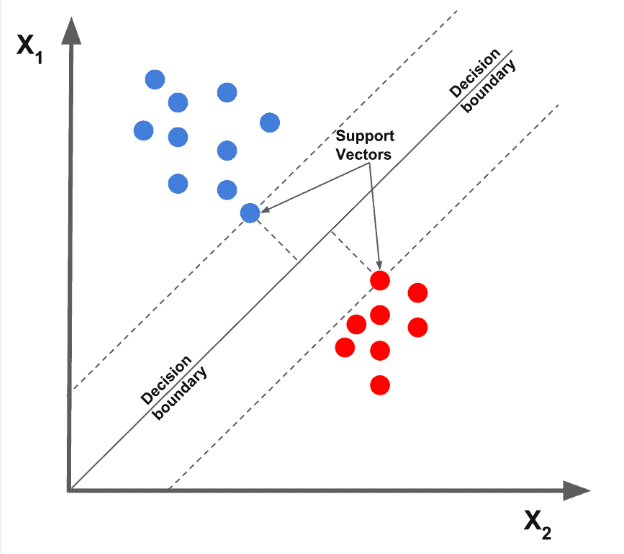 X1
Decision
boundary
Support
Vectors
Decision
boundary
X2